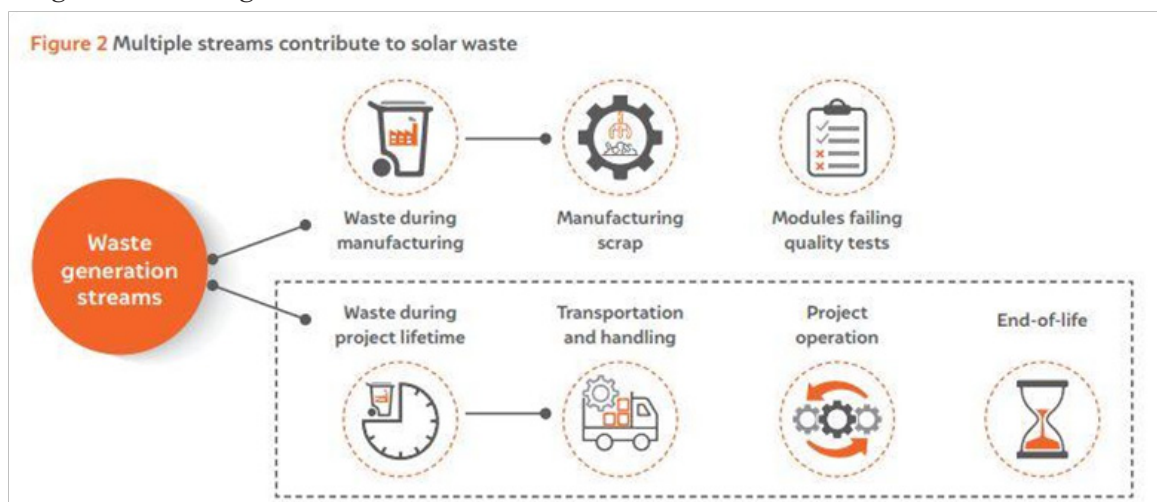 Figure 2 Multiple streams contribute to solar waste
Waste during
manufacturing
Manufacturing
scrap
Modules failing
quality tests
Waste
generation
streams
Waste during
project lifetime
Transportation
and handling
Project
operation
End-of-life